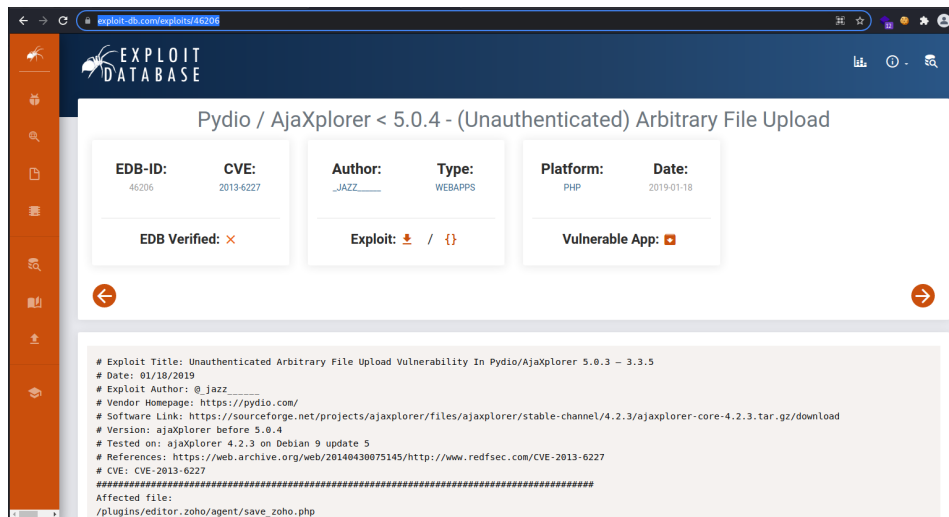 exploit-db.com/exploits/46206
12
EXPLOIT
DATABASE
Pydio / AjaXplorer < 5.0.4 - (Unauthenticated) Arbitrary File Upload
EDB-ID:
46206
CVE:
2013-6227
Author:
_JAZZ______
Type:
WEBAPPS
Platform:
PHP
Date:
2019-01-18
EDB Verified: ×
Exploit: / {}
Vulnerable App:
# Exploit Title: Unauthenticated Arbitrary File Upload Vulnerability In Pydio/AjaXplorer 5.0.3 – 3.3.5
# Date: 01/18/2019
# Exploit Author: @_jazz______
# Vendor Homepage: https://pydio.com/
# Software Link: https://sourceforge.net/projects/ajaxplorer/files/ajaxplorer/stable-channel/4.2.3/ajaxplorer-core-4.2.3.tar.gz/download
# Version: ajaXplorer before 5.0.4
# Tested on: ajaXplorer 4.2.3 on Debian 9 update 5
# References: https://web.archive.org/web/20140430075145/http://www.redfsec.com/CVE-2013-6227
# CVE: CVE-2013-6227
###########################################################################################
Affected file:
/plugins/editor.zoho/agent/save_zoho.php